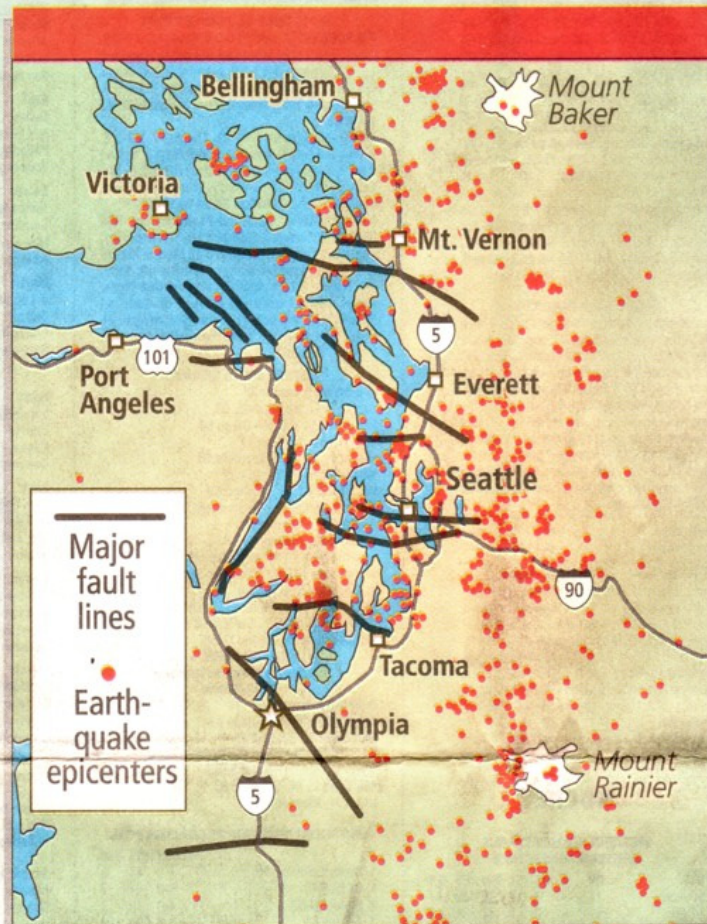 Bellingham
Mount
Baker
Victoria
Mt. Vernon
5
101
Port
Angeles
Everett
Seattle
Major
fault
lines
90
Tacoma
Earth-
quake
epicenters
Olympia
Mount
Rainier
5